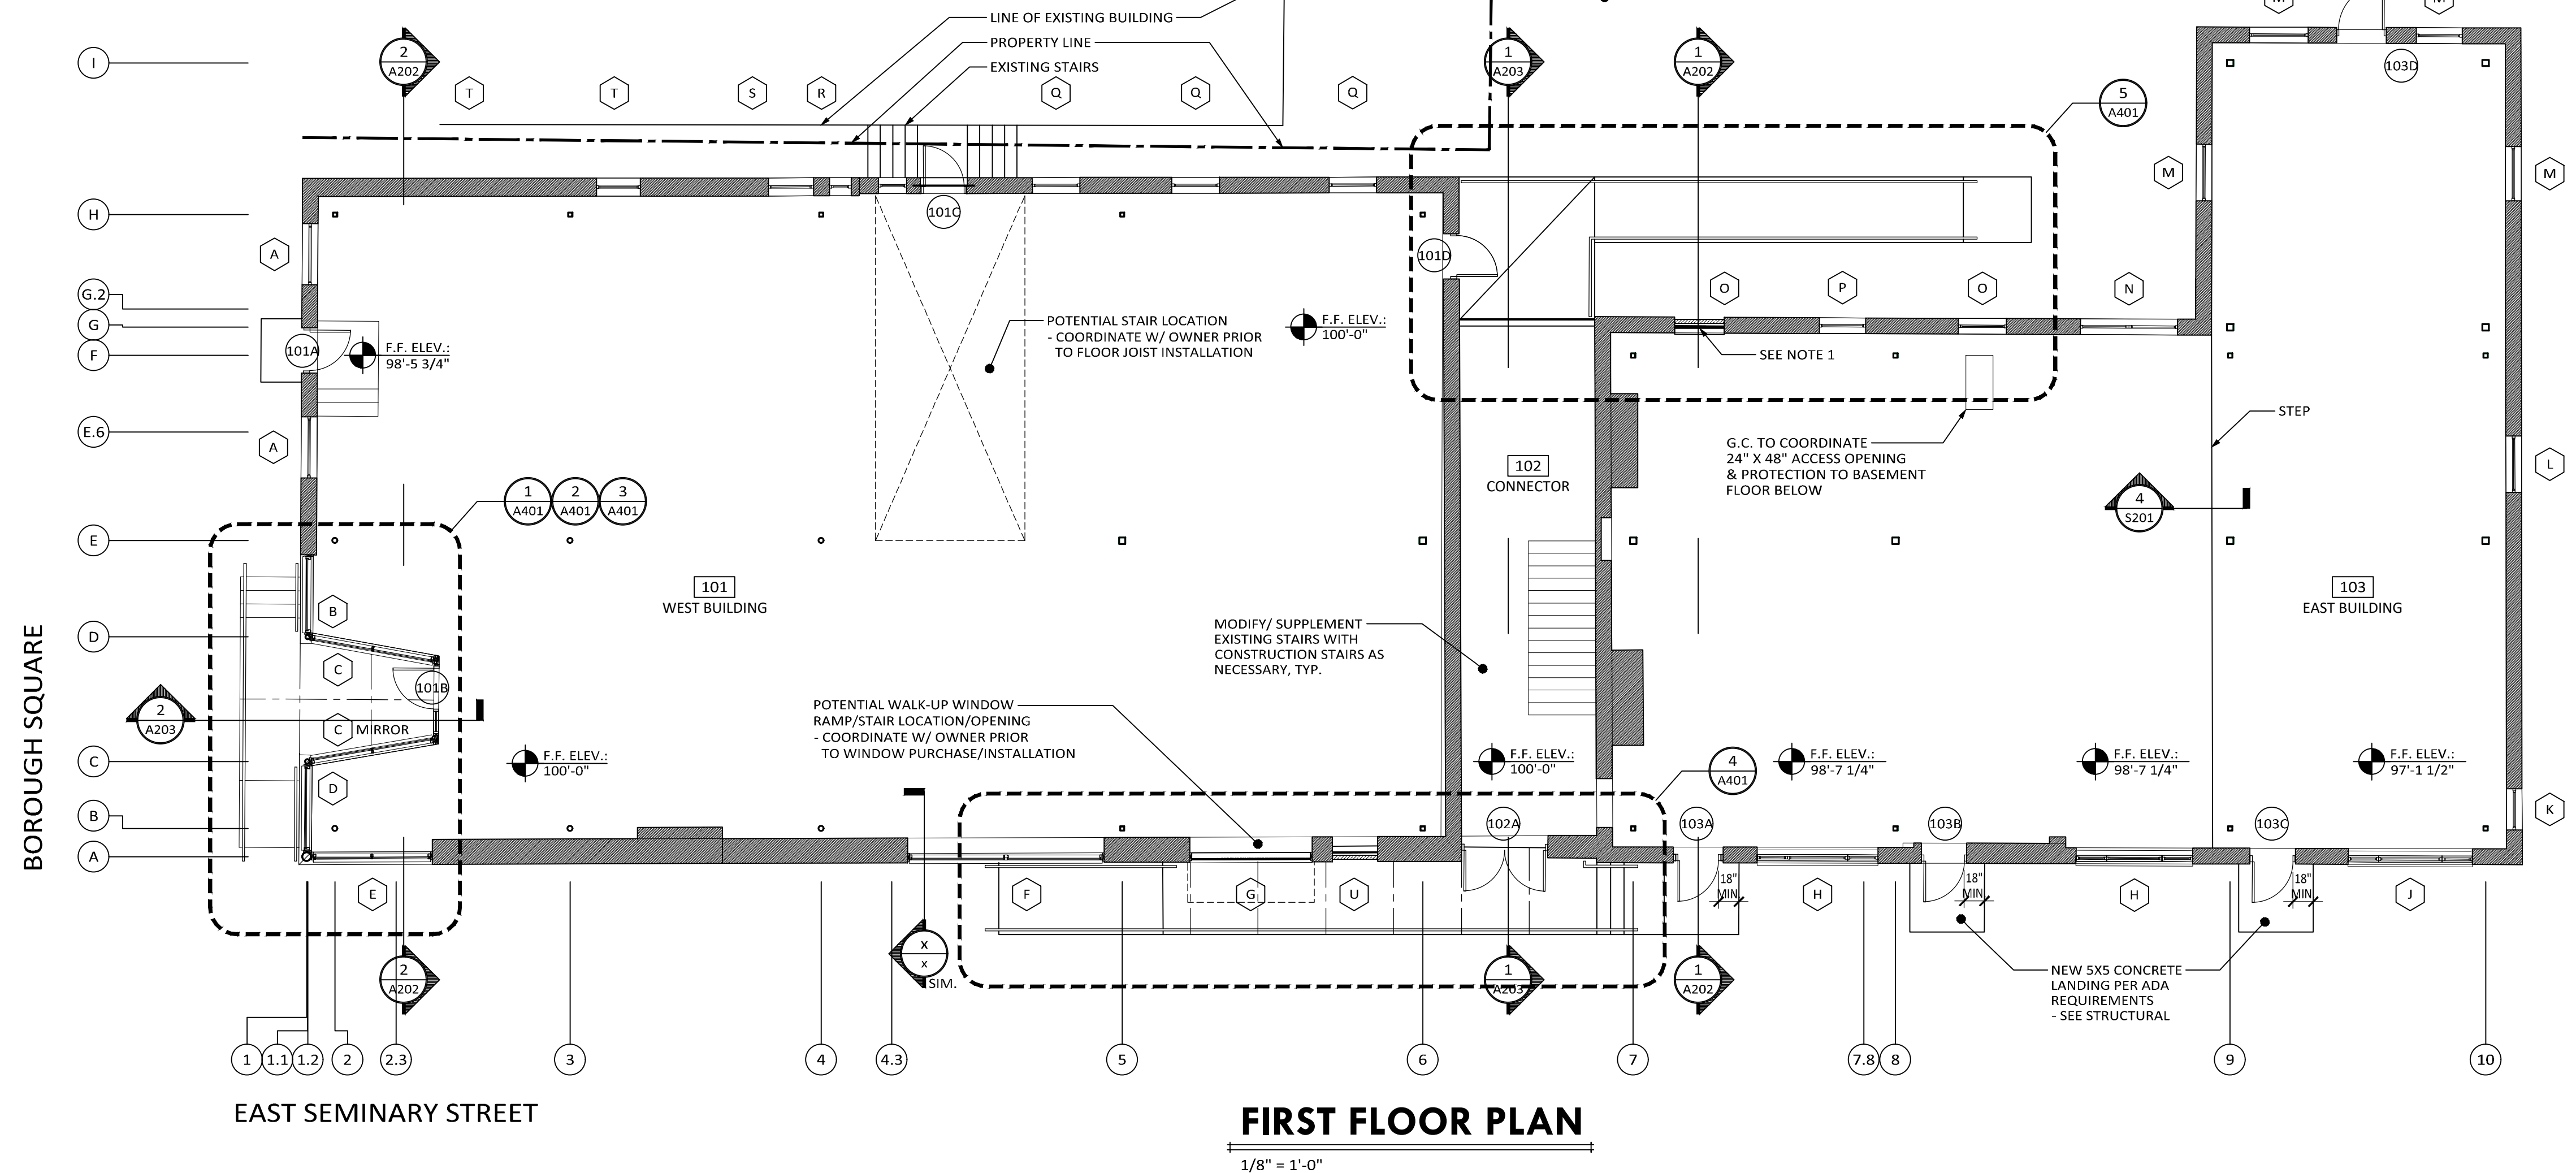 M
M
LINE OF EXISTING BUILDING
PROPERTY LINE
EXISTING STAIRS
I
2
A202
1
A203
1
A202
103D
5
A401
T
T
S
R
Q
Q
Q
M
M
H
101C
A
101D
G.2
G
F
101A
F.F. ELEV.:
98'-5 3/4"
POTENTIAL STAIR LOCATION
- COORDINATE W/ OWNER PRIOR
TO FLOOR JOIST INSTALLATION
F.F. ELEV.:
100'-0"
O
P
O
N
SEE NOTE 1
STEP
E.6
A
G.C. TO COORDINATE
24" X 48" ACCESS OPENING
& PROTECTION TO BASEMENT
FLOOR BELOW
L
102
CONNECTOR
1
A401
2
A401
3
A401
4
S201
E
101
WEST BUILDING
103
EAST BUILDING
B
D
C
MODIFY/ SUPPLEMENT
EXISTING STAIRS WITH
CONSTRUCTION STAIRS AS
NECESSARY, TYP.
101B
2
A203
C
MIRROR
POTENTIAL WALK-UP WINDOW
RAMP/STAIR LOCATION/OPENING
- COORDINATE W/ OWNER PRIOR
TO WINDOW PURCHASE/INSTALLATION
BOROUGH SQUARE
C
F.F. ELEV.:
100'-0"
F.F. ELEV.:
100'-0"
4
A401
F.F. ELEV.:
98'-7 1/4"
F.F. ELEV.:
98'-7 1/4"
F.F. ELEV.:
97'-1 1/2"
D
K
B
102A
103A
103B
103C
A
E
F
G
U
18"
MIN
H
18"
MIN
H
18"
MIN
J
x
x
SIM.
2
A202
1
A203
1
A202
NEW 5X5 CONCRETE
LANDING PER ADA
REQUIREMENTS
- SEE STRUCTURAL
1
1.1
1.2
2
2.3
3
4
4.3
5
6
7
7.8
8
9
10
EAST SEMINARY STREET
FIRST FLOOR PLAN
1/8" = 1'-0"